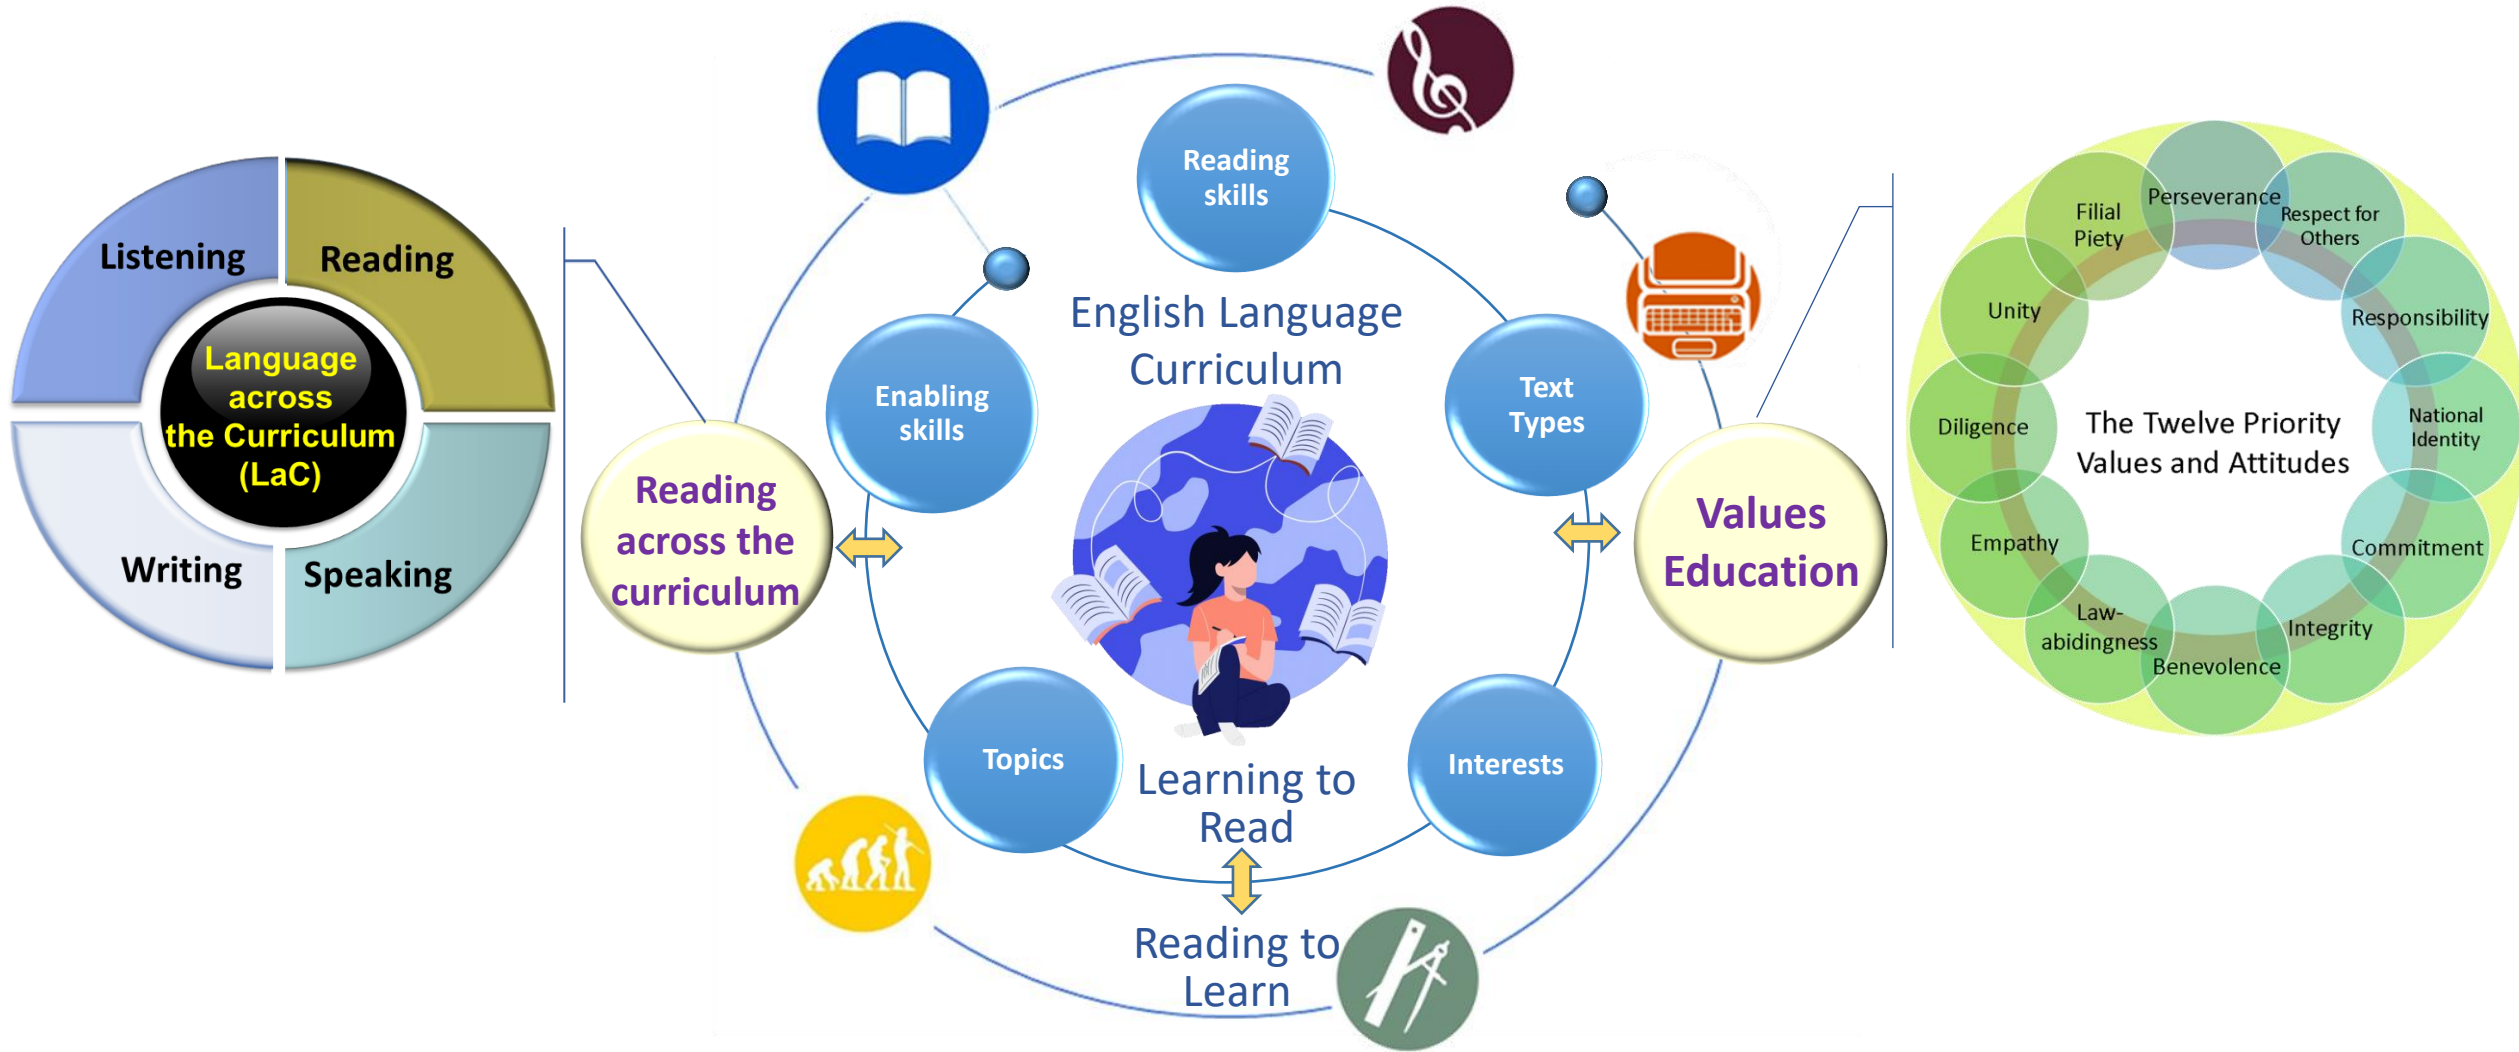 Listening
Reading
Language
across
the Curriculum
(LaC)
Writing
Speaking
Reading
across the
curriculum
Reading
skills
English Language
Curriculum
Enabling
skills
Text
Types
Topics
Interests
Learning to
Read
Reading to
Learn
Values
Education
The Twelve Priority
Values and Attitudes
Perseverance
Respect for
Others
Responsibility
National
Identity
Commitment
Integrity
Benevolence
Law-
abidingness
Empathy
Diligence
Unity
Filial
Piety